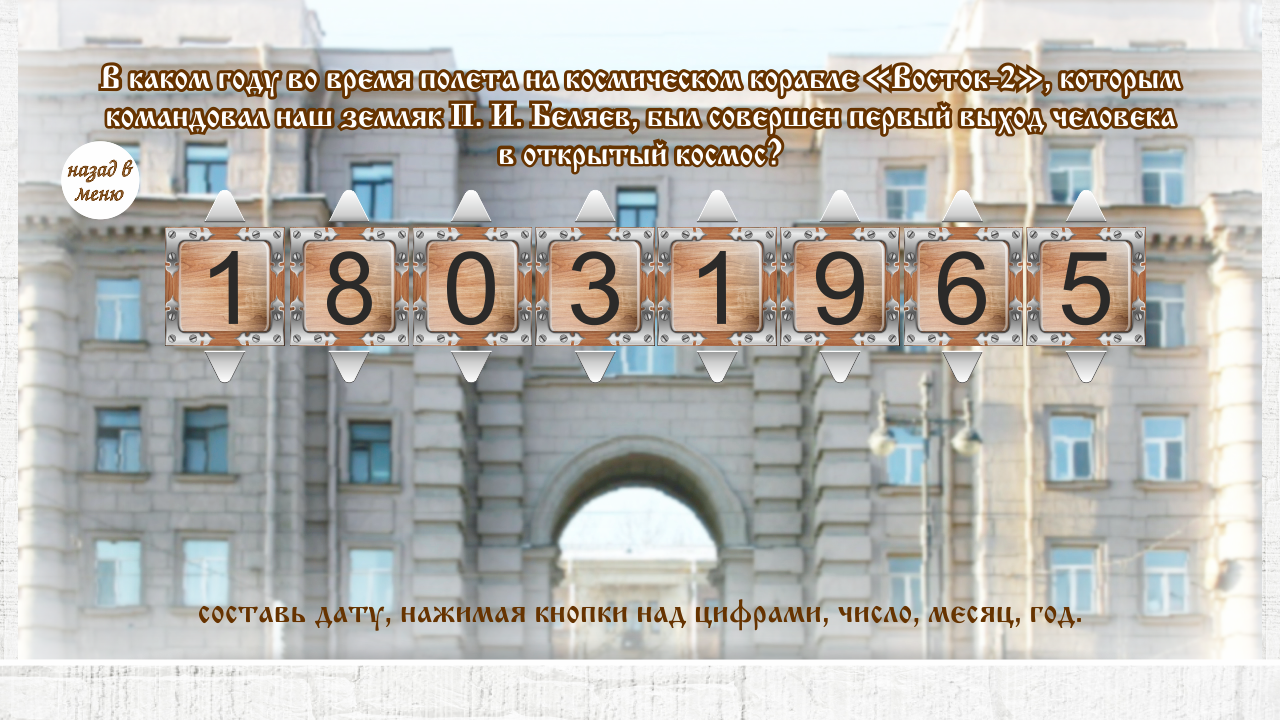 В каком году во время полета на космическом корабле «Восток-2», которым
командовал наш земляк П. И. Беляев, был совершен первый выход человека
в открытый космос?
назад в
меню
1 8 0 3 1 9 6 5
составь дату, нажимая кнопки над цифрами, число, месяц, год.